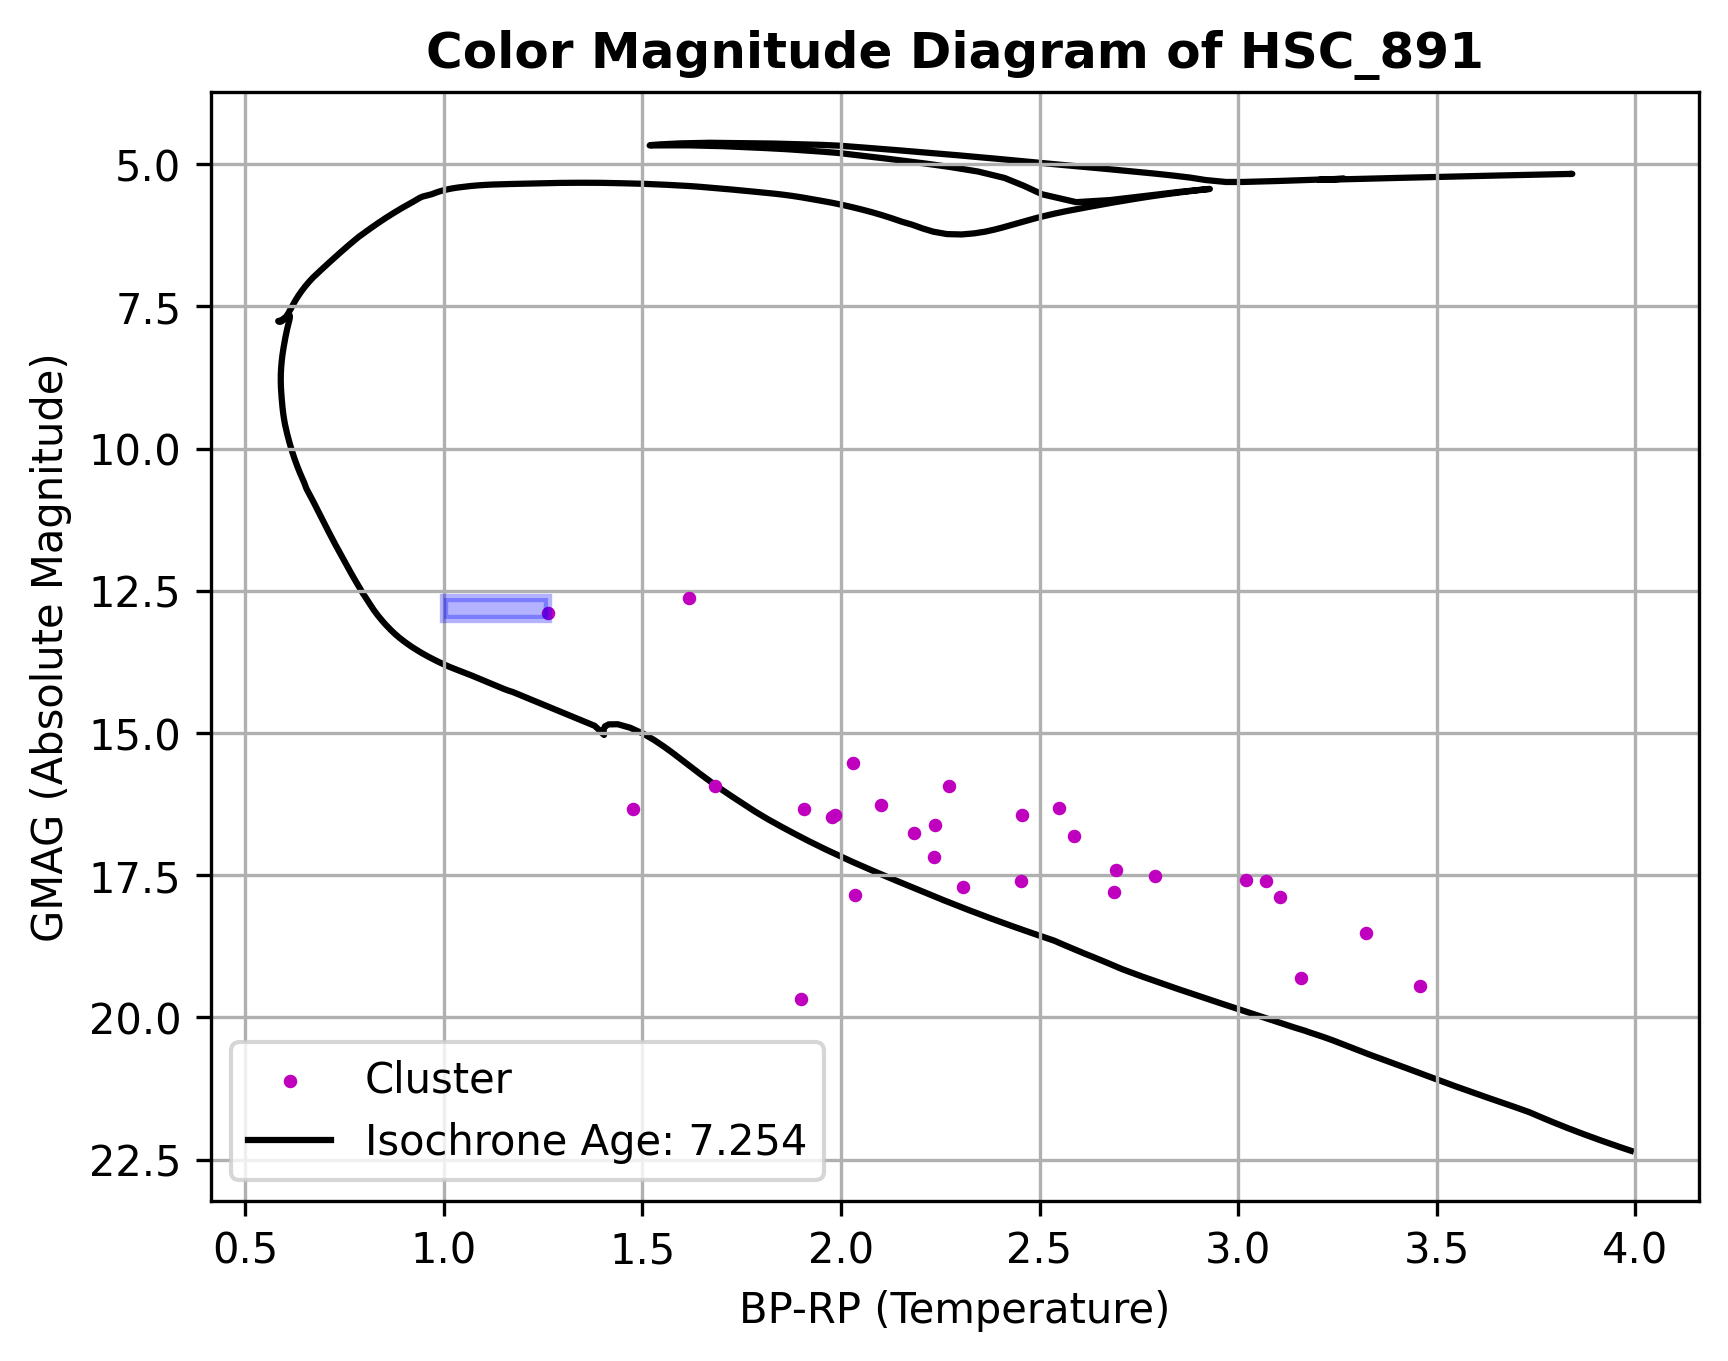 Color Magnitude Diagram of HSC_891
GMAG (Absolute Magnitude)
5.0
7.5
10.0
12.5
15.0
17.5
20.0
22.5
Cluster
Isochrone Age: 7.254
0.5 1.0 1.5 2.0 2.5 3.0 3.5 4.0
BP-RP (Temperature)